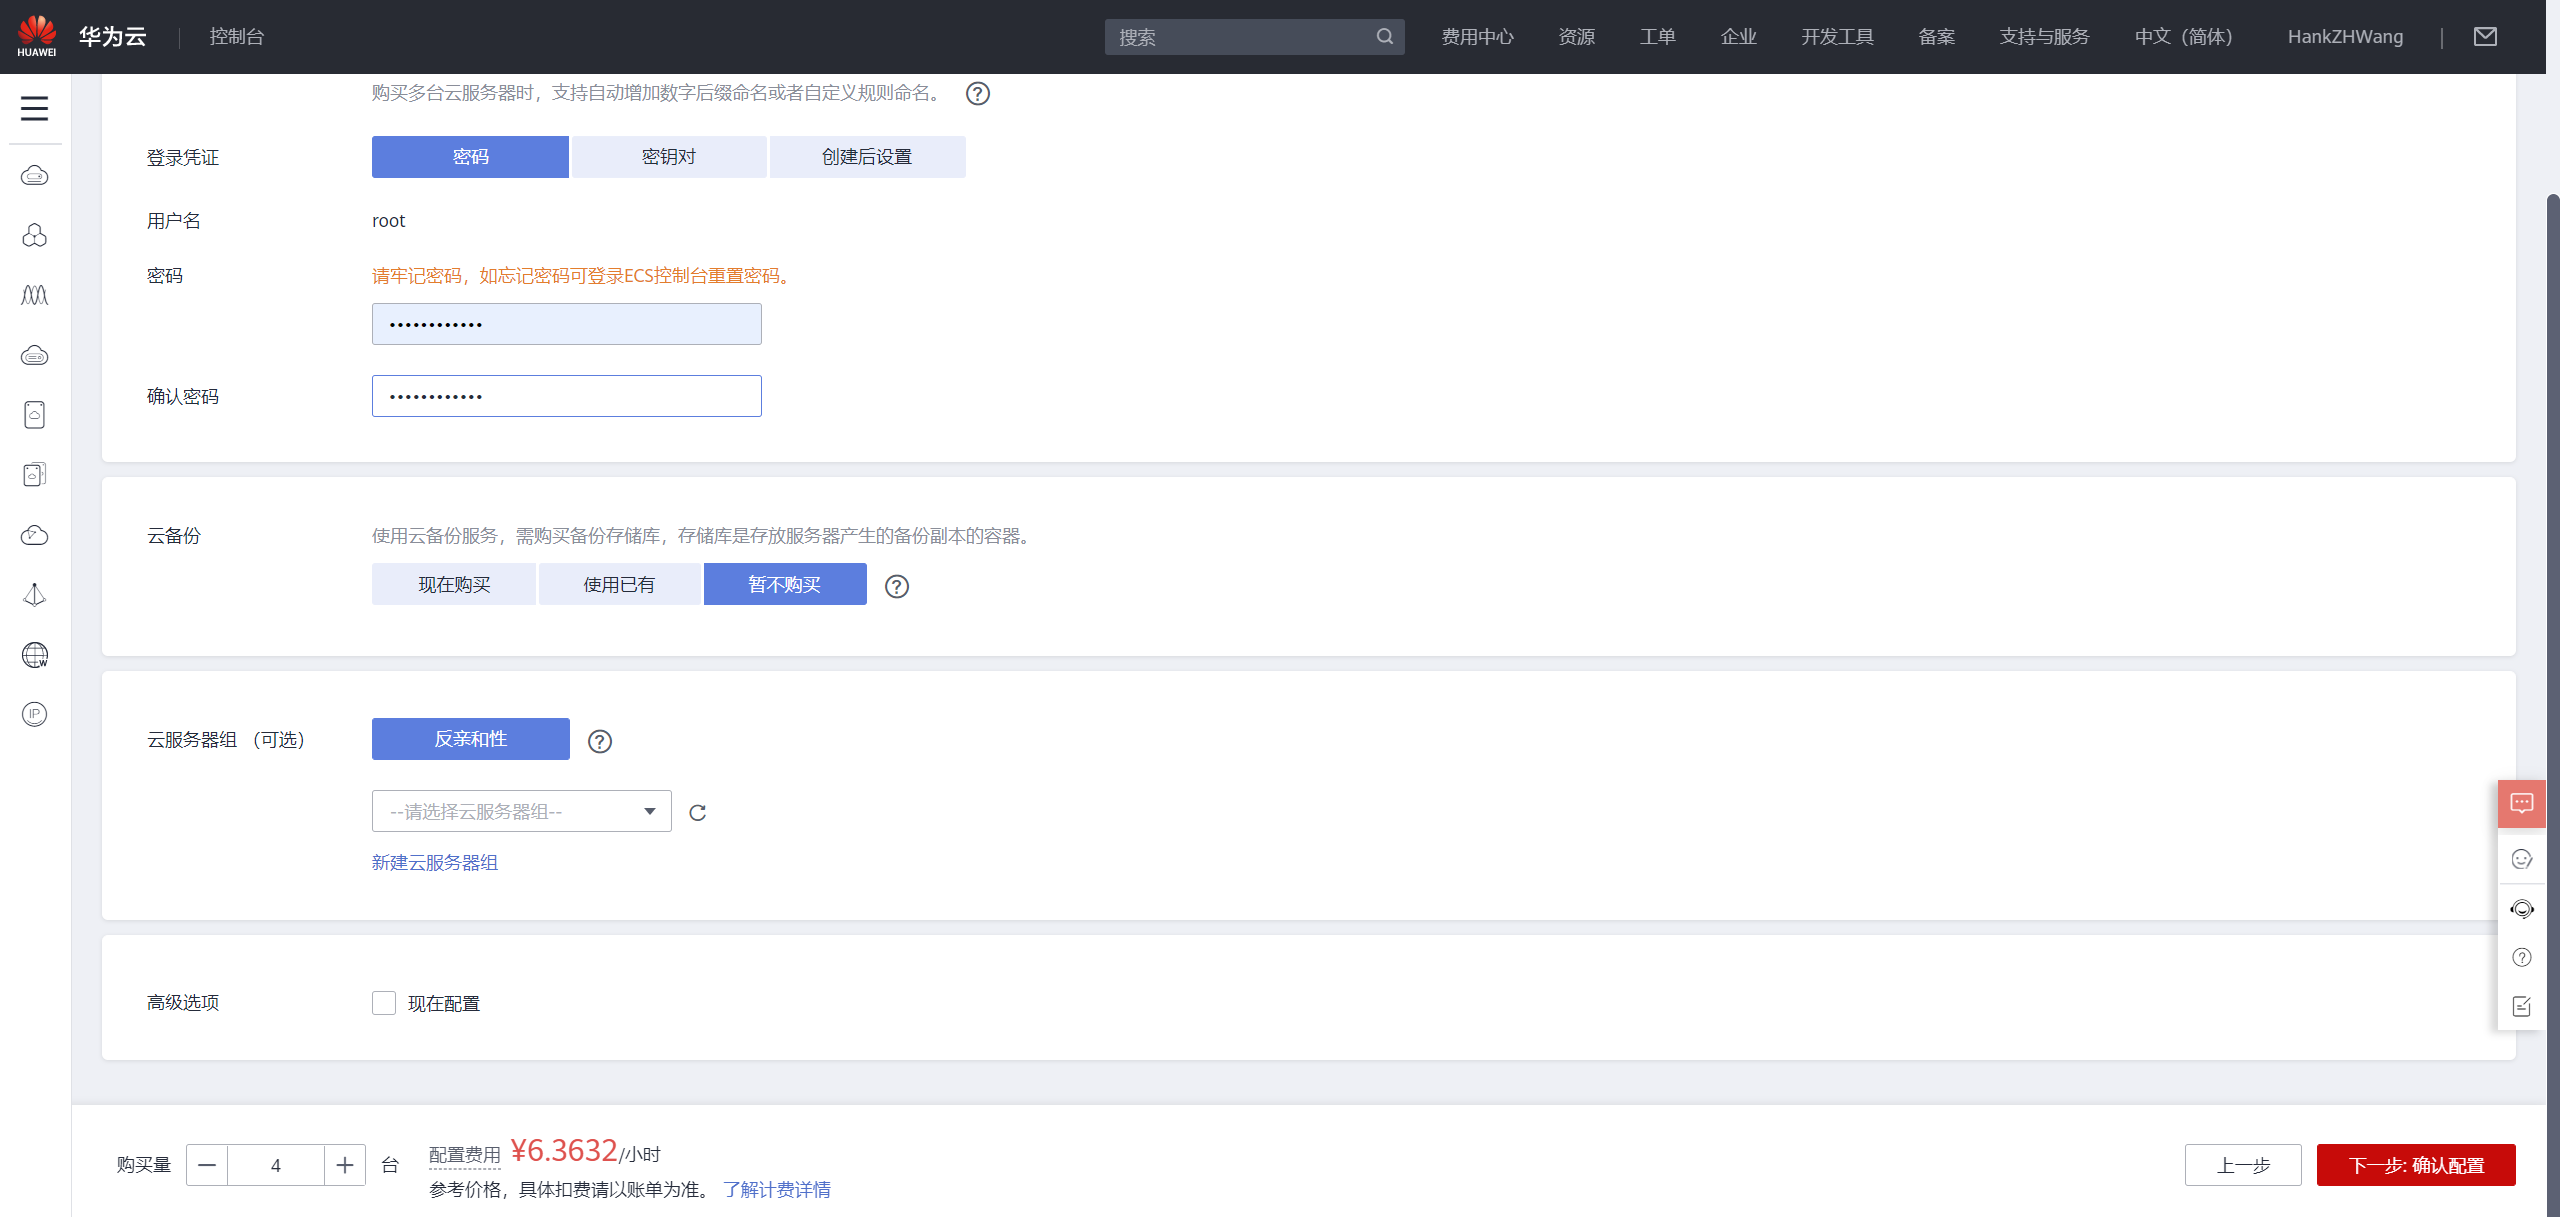 HUAWEI 华为云 控制台 搜索 费用中心 资源 工单 企业 开发工具 备案 支持与服务 中文（简体） HankZHWang
购买多台云服务器时，支持自动增加数字后缀命名或者自定义规则命名。
登录凭证 密码 密钥对 创建后设置
用户名 root
密码 请牢记密码，如忘记密码可登录ECS控制台重置密码。
••••••••••••
确认密码 ••••••••••••
云备份 使用云备份服务，需购买备份存储库，存储库是存放服务器产生的备份副本的容器。
现在购买 使用已有 暂不购买
云服务器组 （可选） 反亲和性
--请选择云服务器组--
新建云服务器组
高级选项 现在配置
购买量 4 台 配置费用 ¥6.3632/小时
参考价格，具体扣费请以账单为准。 了解计费详情
上一步 下一步: 确认配置